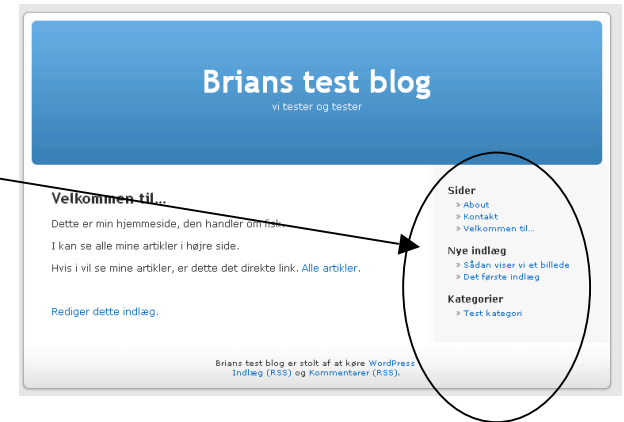 Brians test blog
vi tester og tester
Velkommen til...
Dette er min hjemmeside, den handler om fisk.
I kan se alle mine artikler i højre side.
Hvis i vil se mine artikler, er dette det direkte link. Alle artikler.
Rediger dette indlæg.
Sider
» About
» Kontakt
» Velkommen til...
Nye indlæg
» Sådan viser vi et billede
» Det første indlæg
Kategorier
» Test kategori
Brians test blog er stolt af at køre WordPress
Indlæg (RSS) og Kommentarer (RSS).